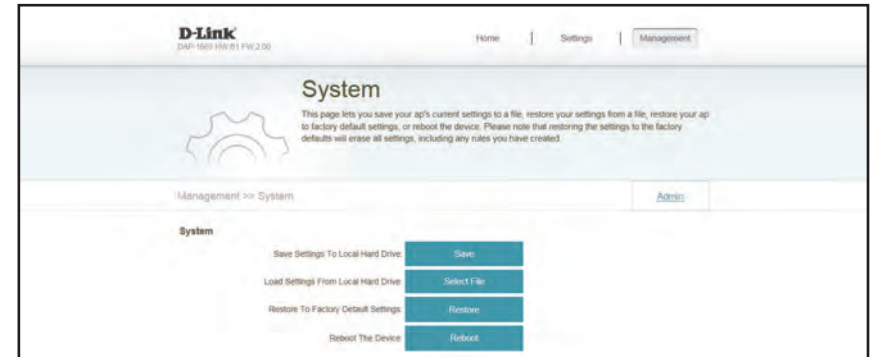 D-Link
DAP-1665 HW:B1 FW:2.00
Home | Settings | Management
System
This page lets you save your ap's current settings to a file, restore your settings from a file, restore your ap
to factory default settings, or reboot the device. Please note that restoring the settings to the factory
defaults will erase all settings, including any rules you have created.
Management >> System
Admin
System
Save Settings To Local Hard Drive: Save
Load Settings From Local Hard Drive: Select File
Restore To Factory Default Settings: Restore
Reboot The Device: Reboot